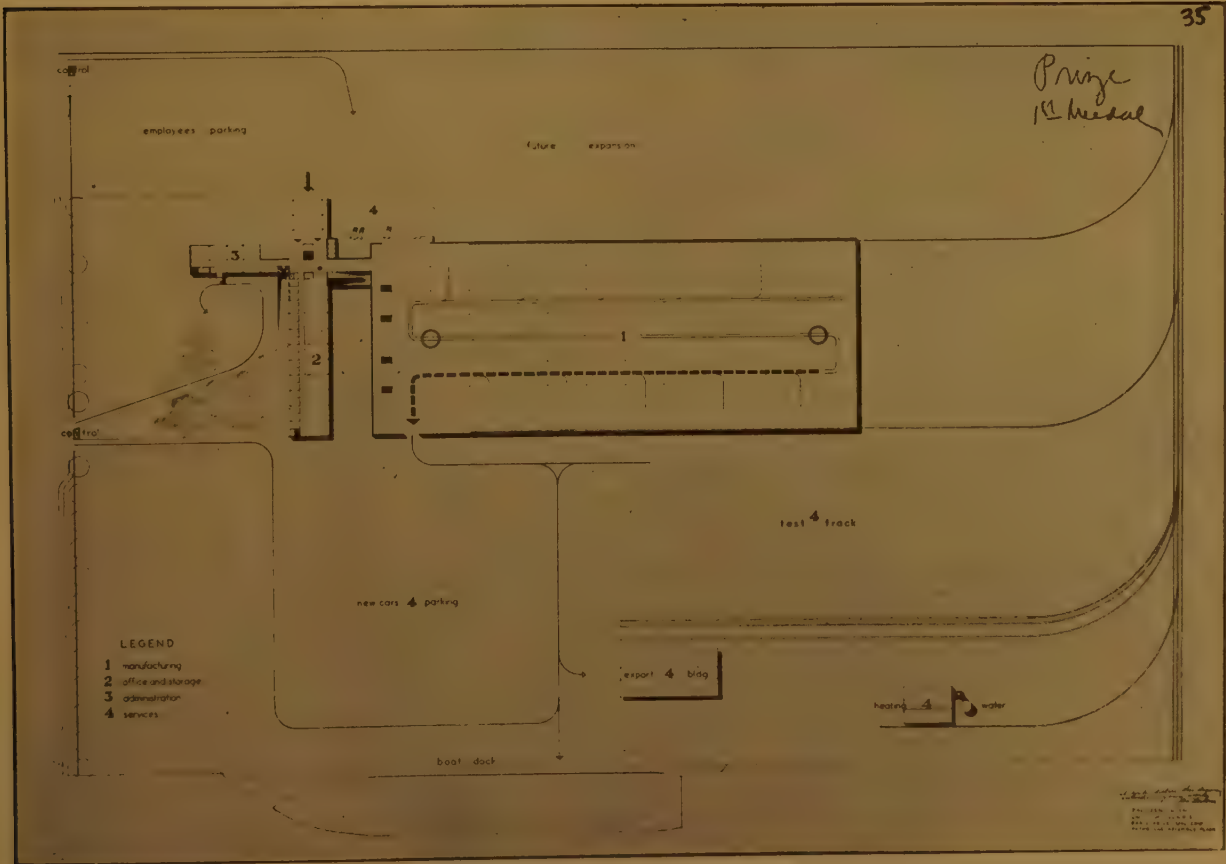 35
Prize
1st Medal
control
employees parking
future expansion
4
3
1
2
control
test 4 track
new cars 4 parking
LEGEND
1 manufacturing
2 office and storage
3 administration
4 services
export 4 bldg
heating 4 water
boat dock